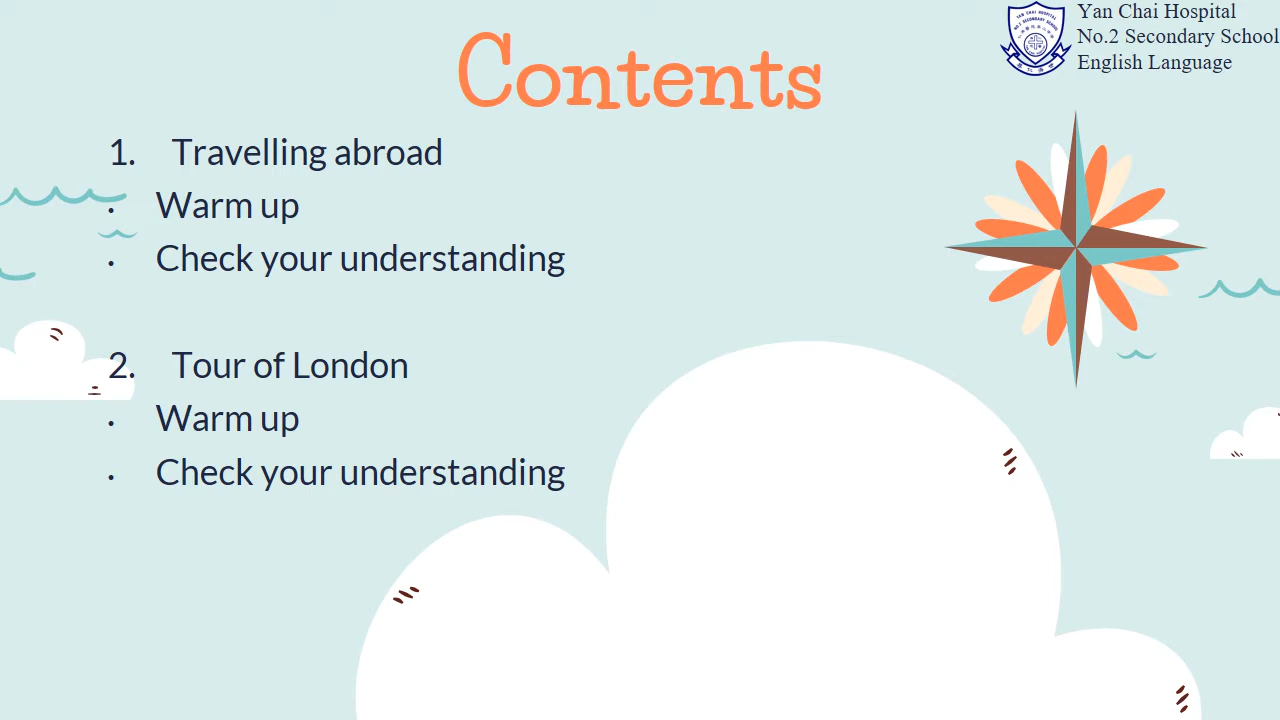 Yan Chai Hospital
No.2 Secondary School
English Language
Contents
1. Travelling abroad
• Warm up
• Check your understanding
2. Tour of London
• Warm up
• Check your understanding